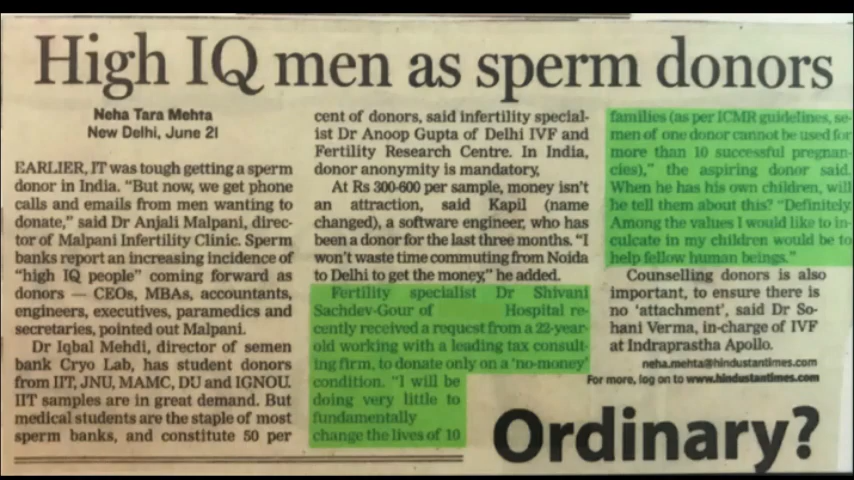 High IQ men as sperm donors
Neha Tara Mehta
New Delhi, June 21
EARLIER, IT was tough getting a sperm
donor in India. "But now, we get phone
calls and emails from men wanting to
donate," said Dr Anjali Malpani, direc-
tor of Malpani Infertility Clinic. Sperm
banks report an increasing incidence of
"high IQ people" coming forward as
donors — CEOs, MBAs, accountants,
engineers, executives, paramedics and
secretaries, pointed out Malpani.
Dr Iqbal Mehdi, director of semen
bank Cryo Lab, has student donors
from IIT, JNU, MAMC, DU and IGNOU.
IIT samples are in great demand. But
medical students are the staple of most
sperm banks, and constitute 50 per
cent of donors, said infertility special-
ist Dr Anoop Gupta of Delhi IVF and
Fertility Research Centre. In India,
donor anonymity is mandatory.
At Rs 300-600 per sample, money isn't
an attraction, said Kapil (name
changed), a software engineer, who has
been a donor for the last three months. "I
won't waste time commuting from Noida
to Delhi to get the money," he added.
Fertility specialist Dr Shivani
Sachdev-Gour of Hospital re-
cently received a request from a 22-year-
old working with a leading tax consult-
ing firm, to donate only on a 'no-money'
condition. "I will be
doing very little to
fundamentally
change the lives of 10
families (as per ICMR guidelines, se-
men of one donor cannot be used for
more than 10 successful pregnan-
cies)," the aspiring donor said.
When he has his own children, will
he tell them about this? "Definitely.
Among the values I would like to in-
culcate in my children would be to
help fellow human beings."
Counselling donors is also
important, to ensure there is
no 'attachment', said Dr So-
hani Verma, in-charge of IVF
at Indraprastha Apollo.
neha.mehta@hindustantimes.com
For more, log on to www.hindustantimes.com
Ordinary?